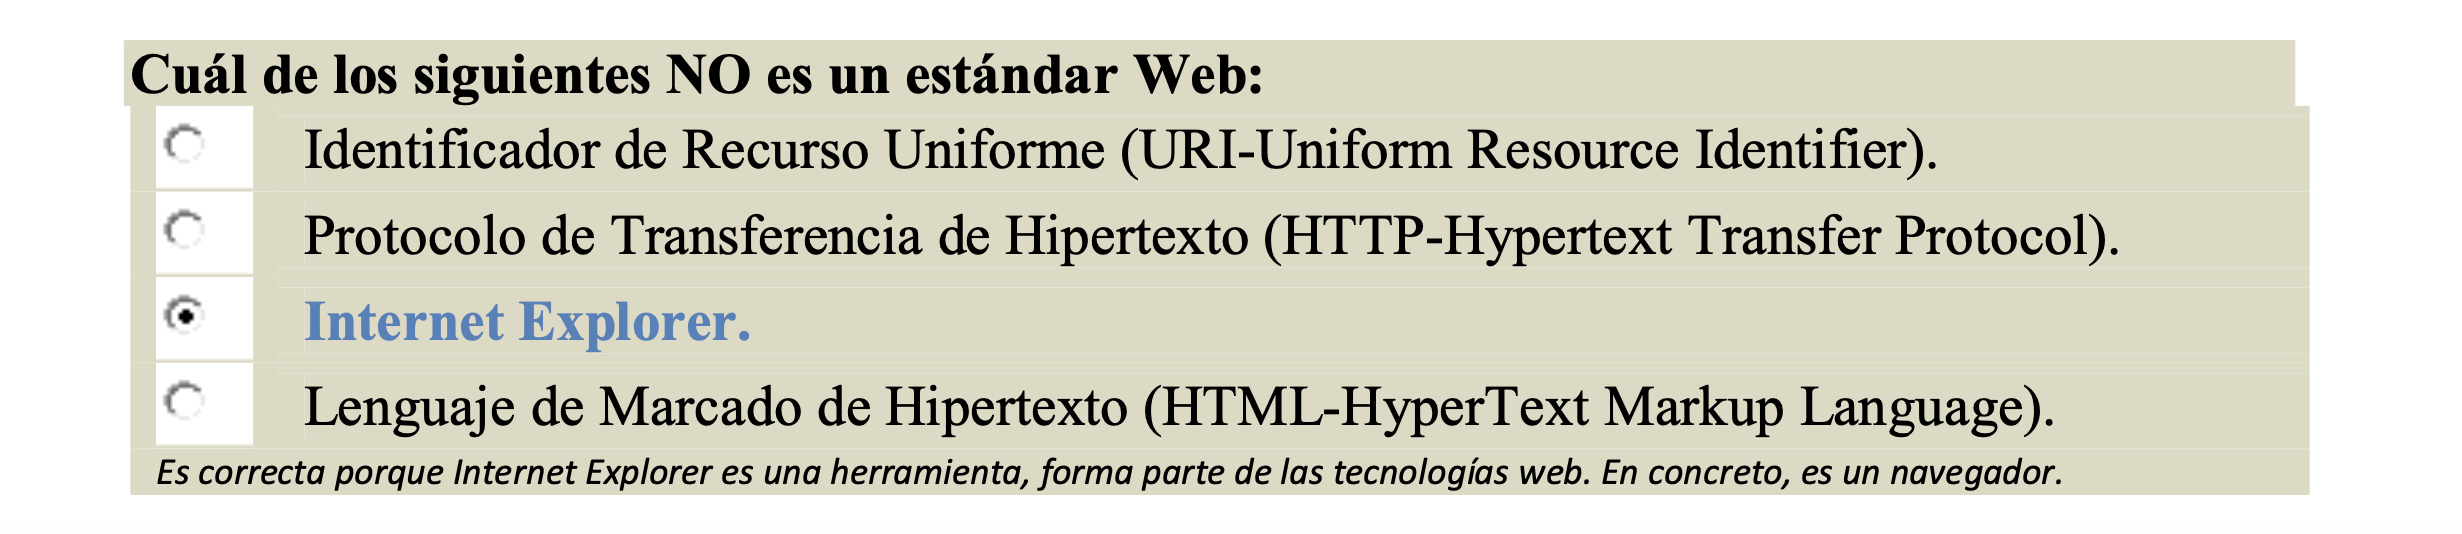 Cuál de los siguientes NO es un estándar Web:
Identificador de Recurso Uniforme (URI-Uniform Resource Identifier).
Protocolo de Transferencia de Hipertexto (HTTP-Hypertext Transfer Protocol).
Internet Explorer.
Lenguaje de Marcado de Hipertexto (HTML-HyperText Markup Language).
Es correcta porque Internet Explorer es una herramienta, forma parte de las tecnologías web. En concreto, es un navegador.